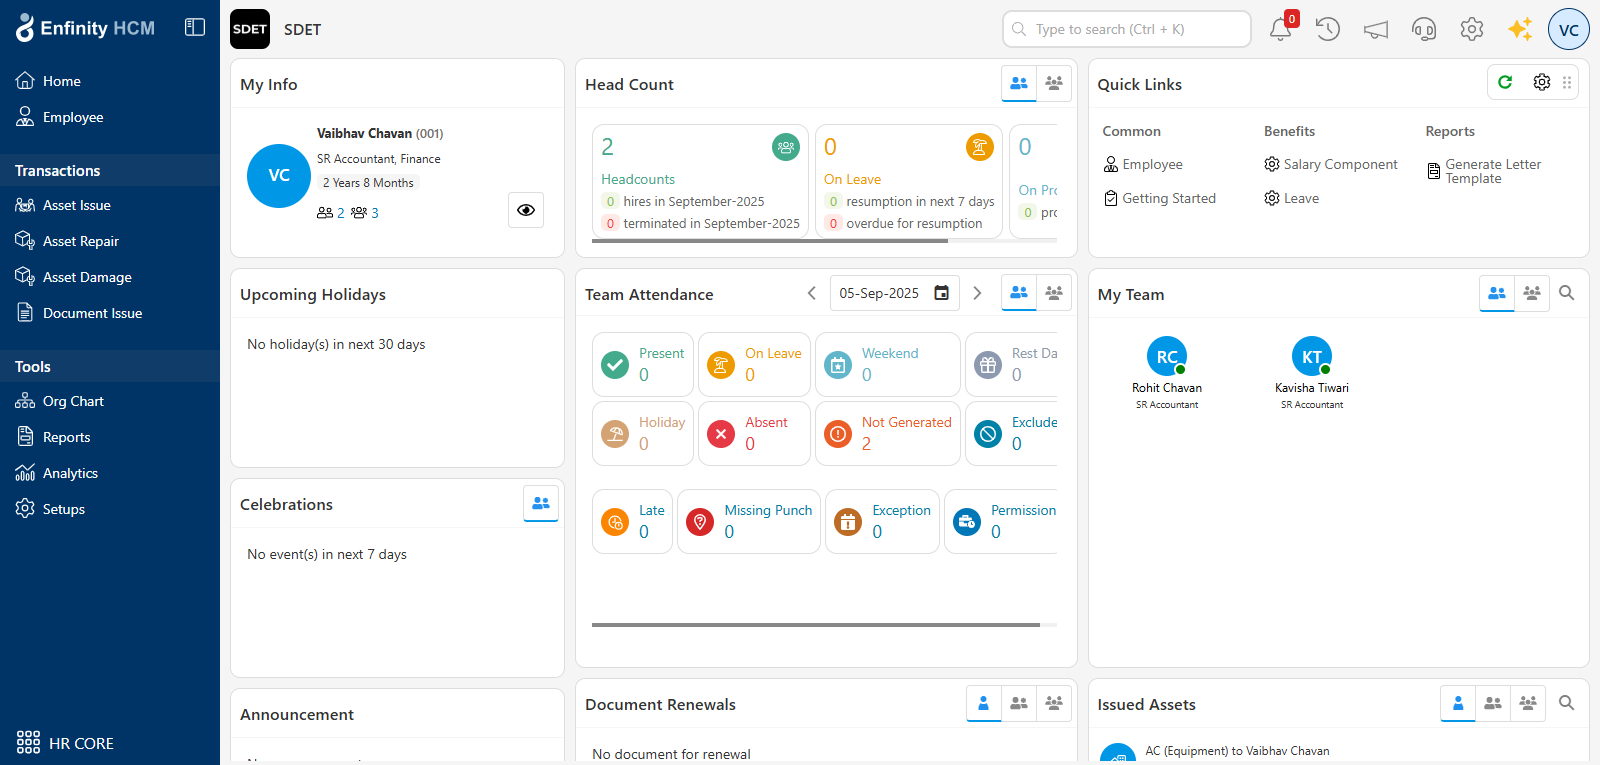 Enfinity HCM
SDET
SDET
Type to search (Ctrl + K)
0
VC
Home
Employee
Transactions
Asset Issue
Asset Repair
Asset Damage
Document Issue
Tools
Org Chart
Reports
Analytics
Setups
HR CORE
My Info
VC
Vaibhav Chavan (001)
SR Accountant, Finance
2 Years 8 Months
2 3
Upcoming Holidays
No holiday(s) in next 30 days
Celebrations
No event(s) in next 7 days
Announcement
Head Count
2
Headcounts
0 hires in September-2025
0 terminated in September-2025
0
On Leave
0 resumption in next 7 days
0 overdue for resumption
0
On Pro
0 pro
Team Attendance
05-Sep-2025
Present
0
On Leave
0
Weekend
0
Rest Da
0
Holiday
0
Absent
0
Not Generated
2
Exclude
0
Late
0
Missing Punch
0
Exception
0
Permission
0
Document Renewals
No document for renewal
Quick Links
Common
Employee
Getting Started
Benefits
Salary Component
Leave
Reports
Generate Letter
Template
My Team
RC
Rohit Chavan
SR Accountant
KT
Kavisha Tiwari
SR Accountant
Issued Assets
AC (Equipment) to Vaibhav Chavan